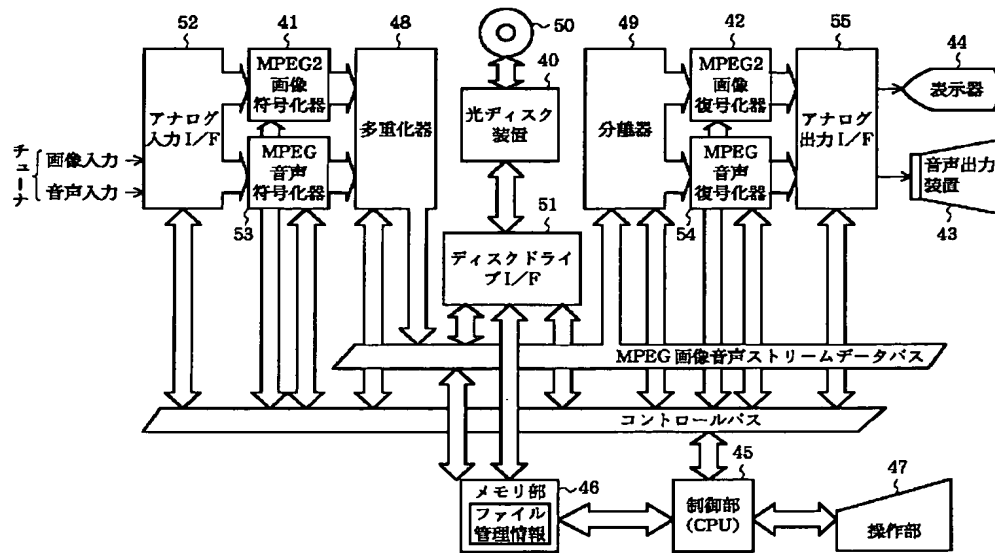 52
41
48
50
40
49
42
55
44
チューナ
画像入力
音声入力
アナログ
入力I/F
MPEG2
画像
符号化器
MPEG
音声
符号化器
53
多重化器
光ディスク
装置
51
ディスクドライ
ブI/F
分離器
MPEG2
画像
復号化器
MPEG
音声
復号化器
54
アナログ
出力I/F
表示器
音声出力
装置
43
MPEG画像音声ストリームデータバス
コントロールバス
メモリ部
ファイル
管理情報
46
45
制御部
(CPU)
47
操作部